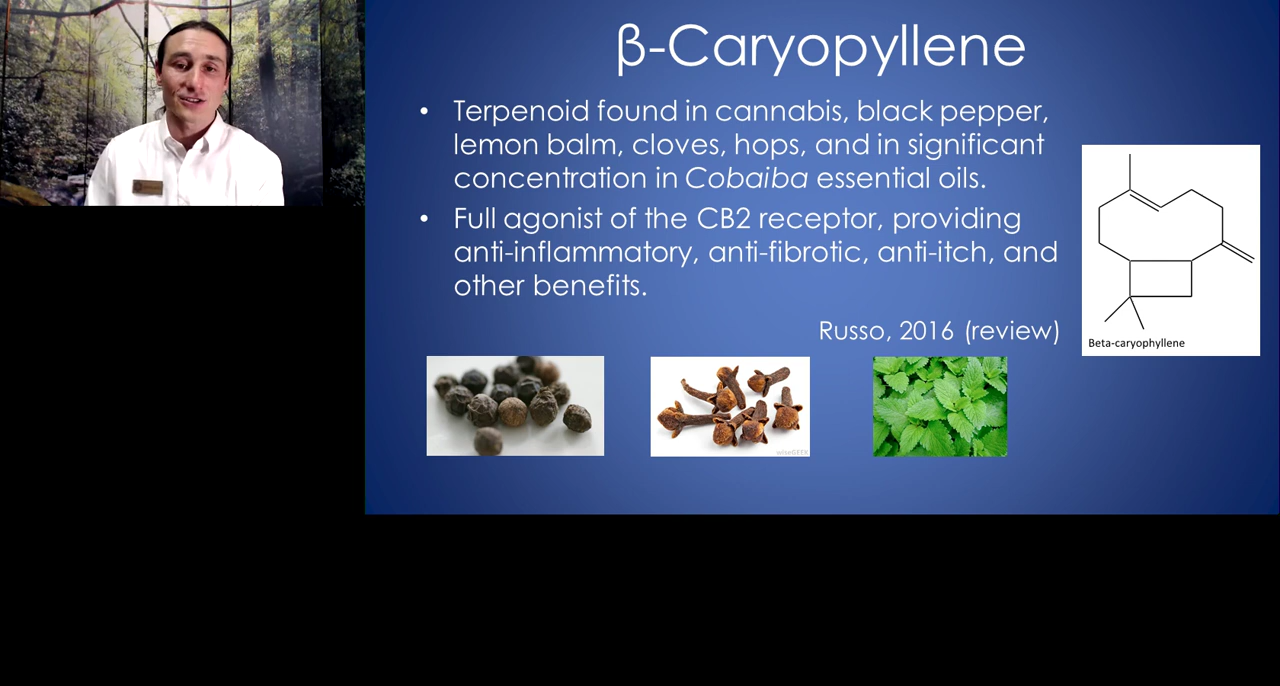 β-Caryopyllene
• Terpenoid found in cannabis, black pepper,
lemon balm, cloves, hops, and in significant
concentration in Cobaiba essential oils.
• Full agonist of the CB2 receptor, providing
anti-inflammatory, anti-fibrotic, anti-itch, and
other benefits.
Russo, 2016 (review)
Beta-caryophyllene
wiseGEEK